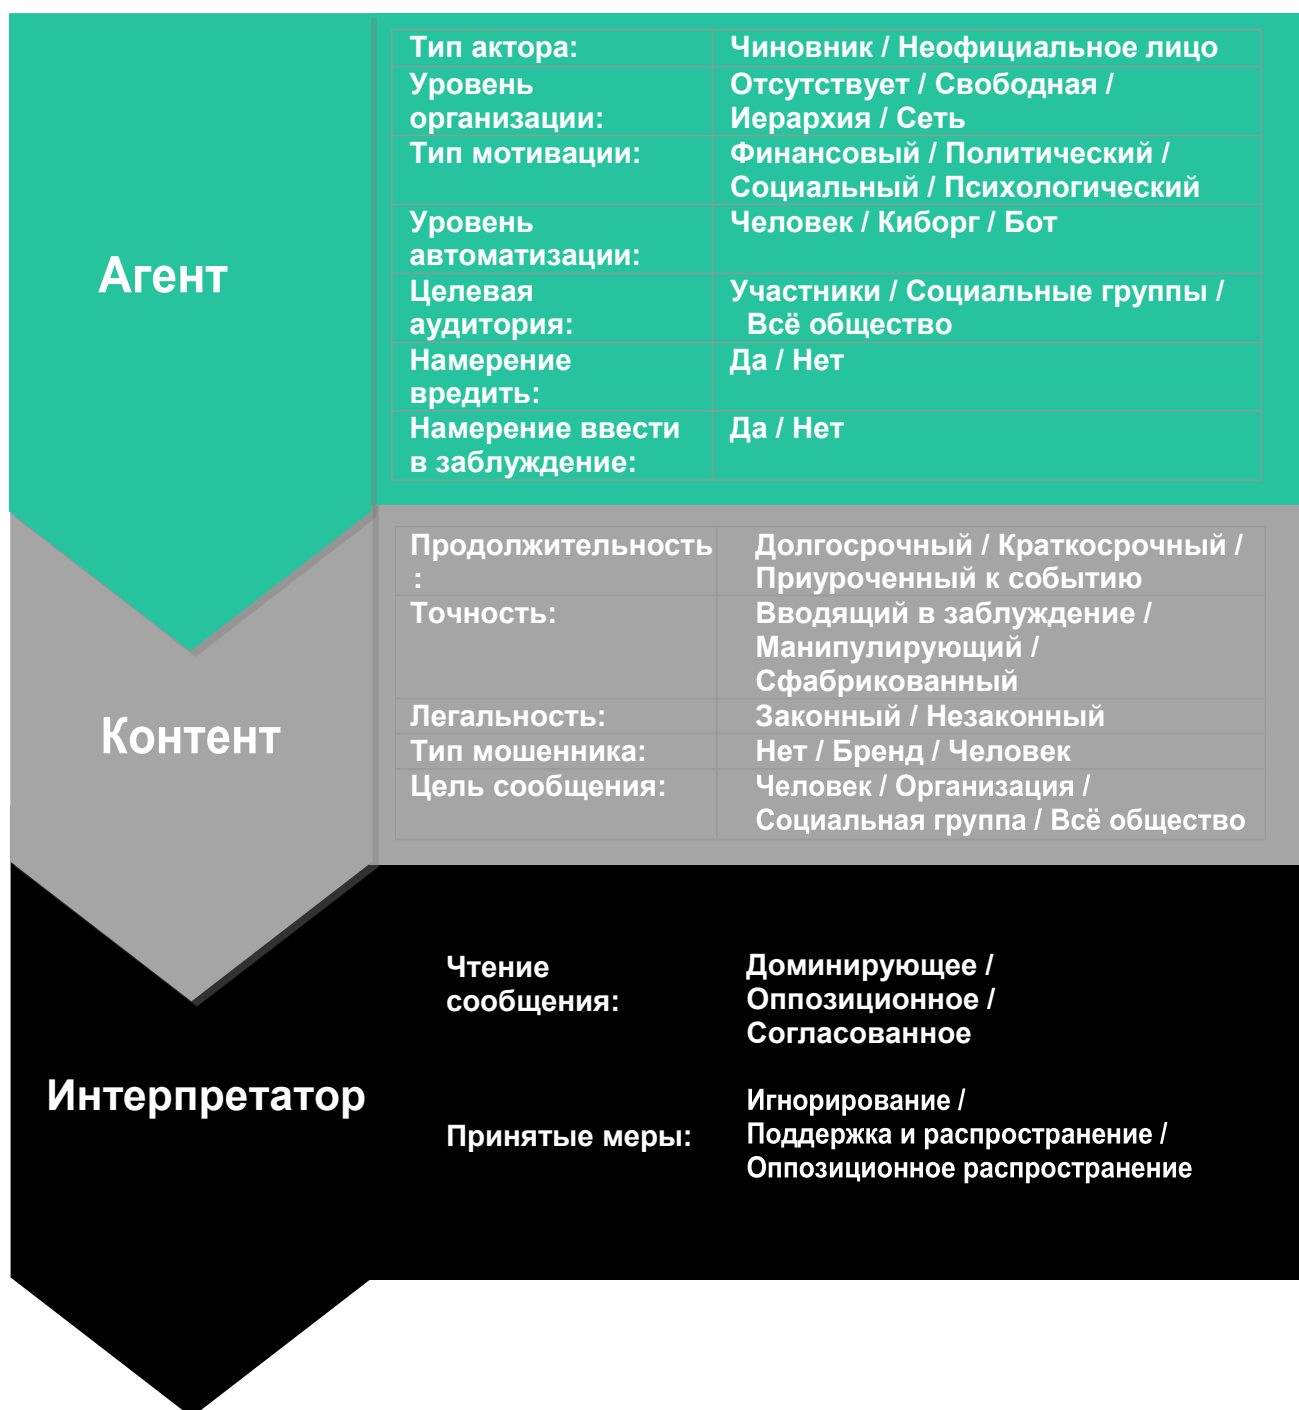 Агент
Тип актора:
Чиновник / Неофициальное лицо
Уровень
организации:
Отсутствует / Свободная /
Иерархия / Сеть
Тип мотивации:
Финансовый / Политический /
Социальный / Психологический
Уровень
автоматизации:
Человек / Киборг / Бот
Целевая
аудитория:
Участники / Социальные группы /
Всё общество
Намерение
вредить:
Да / Нет
Намерение ввести
в заблуждение:
Да / Нет
Контент
Продолжительность
:
Долгосрочный / Краткосрочный /
Приуроченный к событию
Точность:
Вводящий в заблуждение /
Манипулирующий /
Сфабрикованный
Легальность:
Законный / Незаконный
Тип мошенника:
Нет / Бренд / Человек
Цель сообщения:
Человек / Организация /
Социальная группа / Всё общество
Интерпретатор
Чтение
сообщения:
Доминирующее /
Оппозиционное /
Согласованное
Принятые меры:
Игнорирование /
Поддержка и распространение /
Оппозиционное распространение